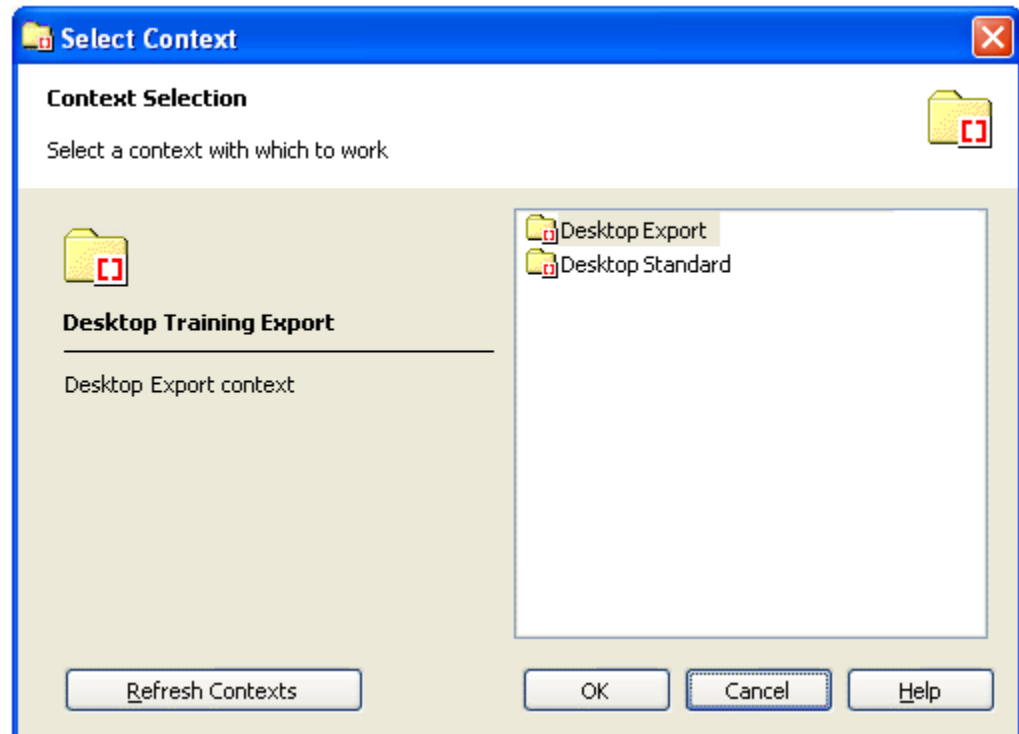 Select Context
Context Selection
Select a context with which to work
Desktop Training Export
Desktop Export context
Desktop Export
Desktop Standard
Refresh Contexts
OK
Cancel
Help